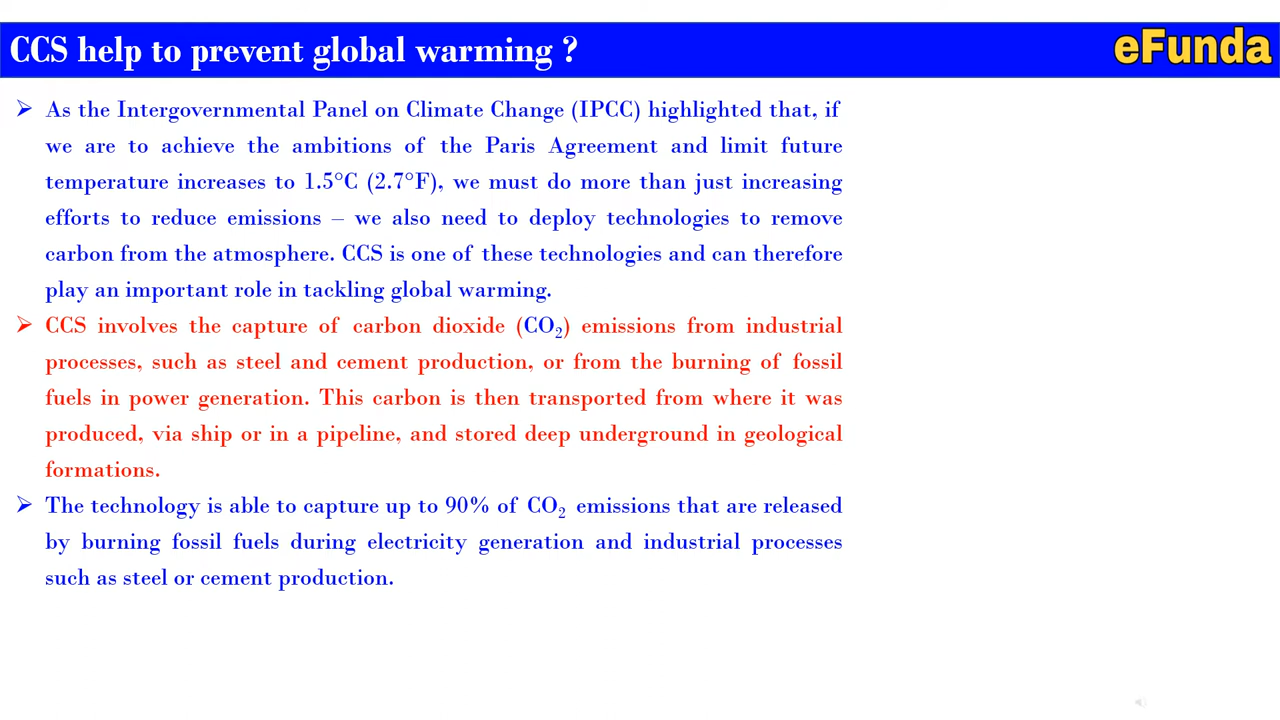 CCS help to prevent global warming ?
eFunda
➢ As the Intergovernmental Panel on Climate Change (IPCC) highlighted that, if
we are to achieve the ambitions of the Paris Agreement and limit future
temperature increases to 1.5°C (2.7°F), we must do more than just increasing
efforts to reduce emissions – we also need to deploy technologies to remove
carbon from the atmosphere. CCS is one of these technologies and can therefore
play an important role in tackling global warming.
➢ CCS involves the capture of carbon dioxide (CO₂) emissions from industrial
processes, such as steel and cement production, or from the burning of fossil
fuels in power generation. This carbon is then transported from where it was
produced, via ship or in a pipeline, and stored deep underground in geological
formations.
➢ The technology is able to capture up to 90% of CO₂ emissions that are released
by burning fossil fuels during electricity generation and industrial processes
such as steel or cement production.